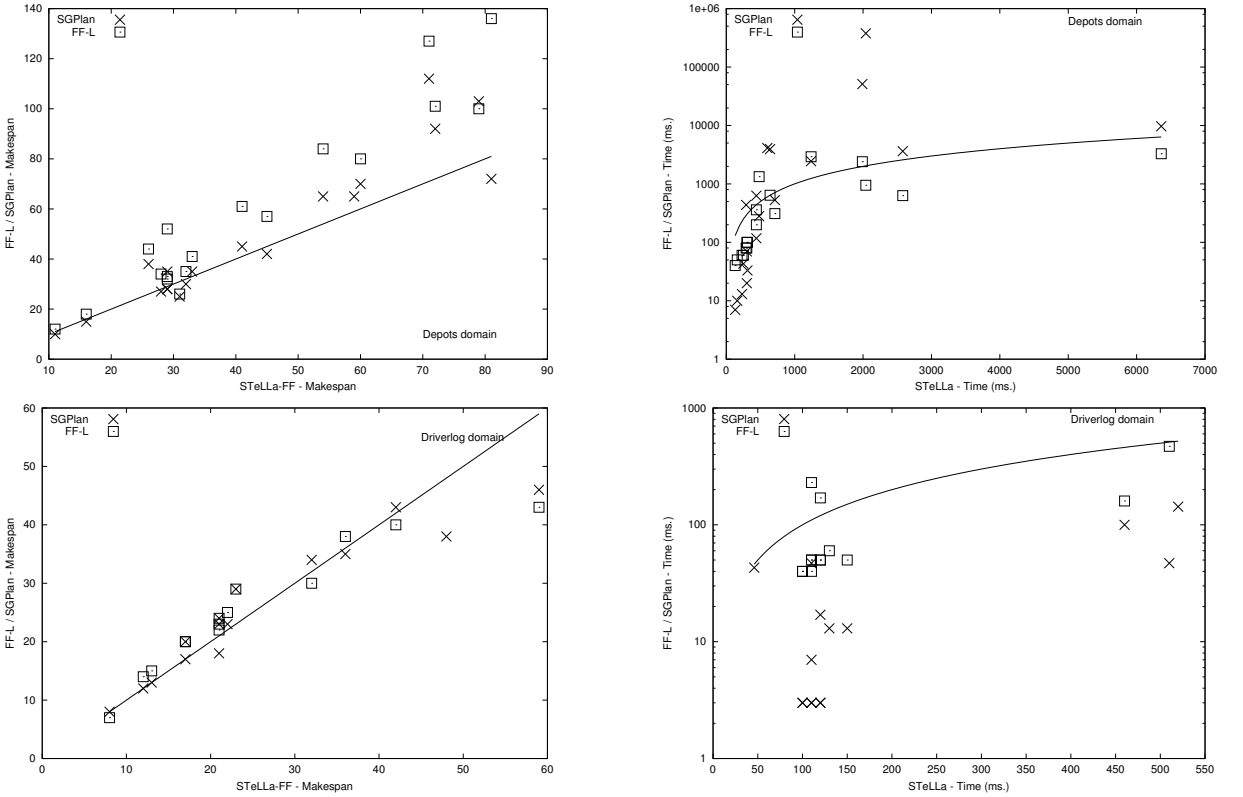 140
120
100
80
60
40
20
0
10
20
30
40
50
60
70
80
90
FF-L / SGPlan - Makespan
STeLLa-FF - Makespan
Depots domain
SGPlan
FF-L
1e+06
100000
10000
1000
100
10
1
0
1000
2000
3000
4000
5000
6000
7000
FF-L / SGPlan - Time (ms.)
STeLLa - Time (ms.)
Depots domain
SGPlan
FF-L
60
50
40
30
20
10
0
0
10
20
30
40
50
60
FF-L / SGPlan - Makespan
STeLLa-FF - Makespan
Driverlog domain
SGPlan
FF-L
1000
100
10
1
0
50
100
150
200
250
300
350
400
450
500
550
FF-L / SGPlan - Time (ms.)
STeLLa - Time (ms.)
Driverlog domain
SGPlan
FF-L